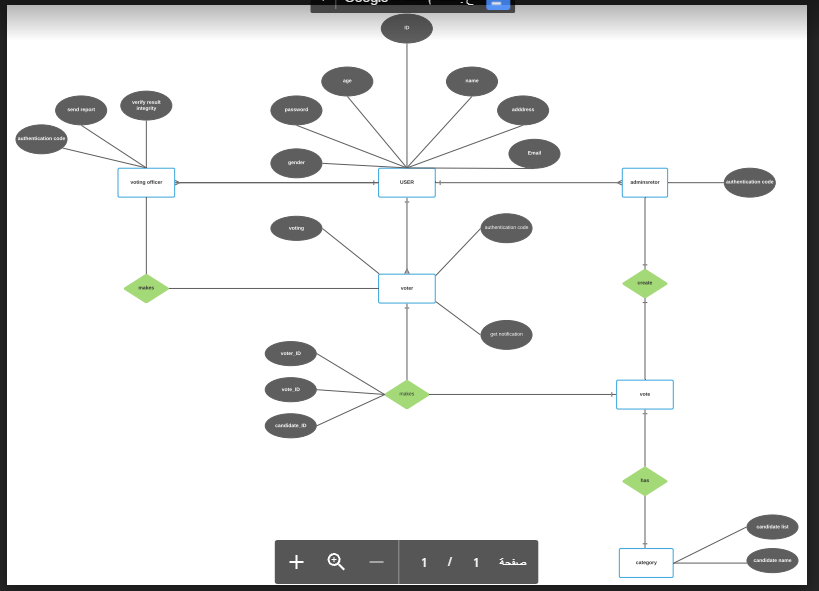 Google
ID
age
name
password
adddress
send report
verify result
integrity
authentication code
gender
Email
voting officer
USER
adminsretor
authentication code
voting
authentication code
makes
voter
create
get notification
voter_ID
vote_ID
candidate_ID
makes
vote
has
candidate list
candidate name
category
صفحة 1 / 1